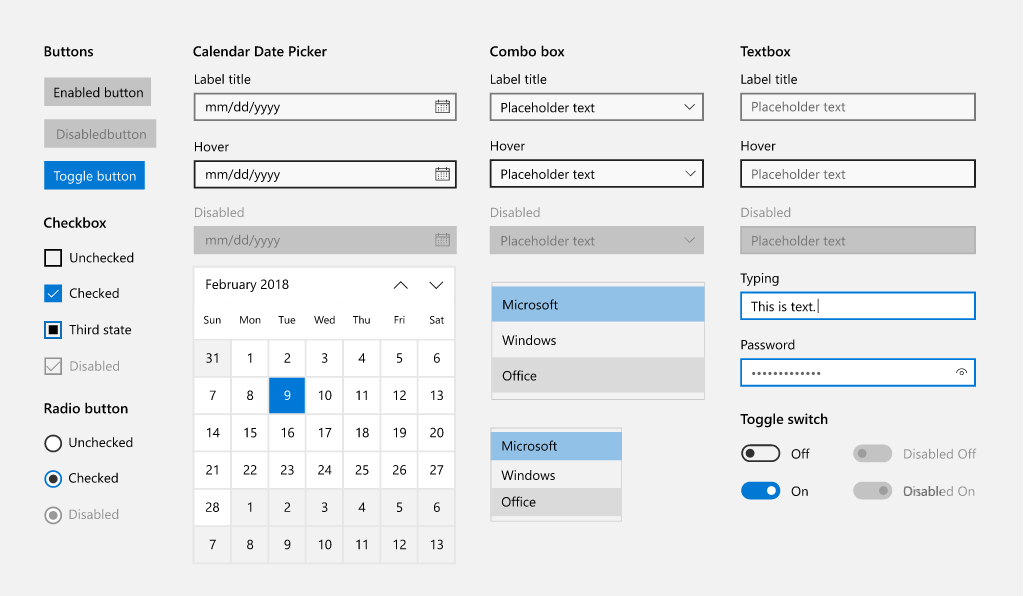 Buttons
Enabled button
Disabledbutton
Toggle button
Checkbox
Unchecked
Checked
Third state
Disabled
Radio button
Unchecked
Checked
Disabled
Calendar Date Picker
Label title
mm/dd/yyyy
Hover
mm/dd/yyyy
Disabled
mm/dd/yyyy
February 2018
Sun Mon Tue Wed Thu Fri Sat
31 1 2 3 4 5 6
7 8 9 10 11 12 13
14 15 16 17 18 19 20
21 22 23 24 25 26 27
28 1 2 3 4 5 6
7 8 9 10 11 12 13
Combo box
Label title
Placeholder text
Hover
Placeholder text
Disabled
Placeholder text
Microsoft
Windows
Office
Microsoft
Windows
Office
Textbox
Label title
Placeholder text
Hover
Placeholder text
Disabled
Placeholder text
Typing
This is text.
Password
•••••••••••••
Toggle switch
Off Disabled Off
On Disabled On